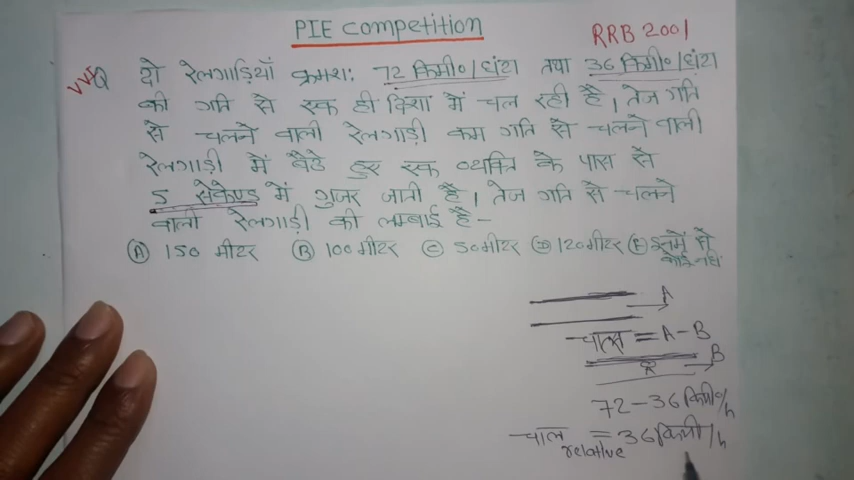 PIE Competition
RRB 2001
VVI Q दो रेलगाड़ियाँ क्रमश: 72 किमी०/घंटा तथा 36 किमी०/घंटा
की गति से एक ही दिशा में चल रही है, तेज गति
से चलने वाली रेलगाड़ी कम गति से चलने वाली
रेलगाड़ी में बैठे हुए एक व्यक्ति के पास से
5 सेकेण्ड में गुजर जाती है, तेज गति से चलने
वाली रेलगाड़ी की लम्बाई है-
Ⓐ 150 मीटर Ⓑ 100 मीटर Ⓒ 50 मीटर Ⓓ 120 मीटर Ⓔ इनमें से
कोई नहीं
A
चाल = A-B
B
72-36 किमी०/h
चाल = 36 किमी/h
relative